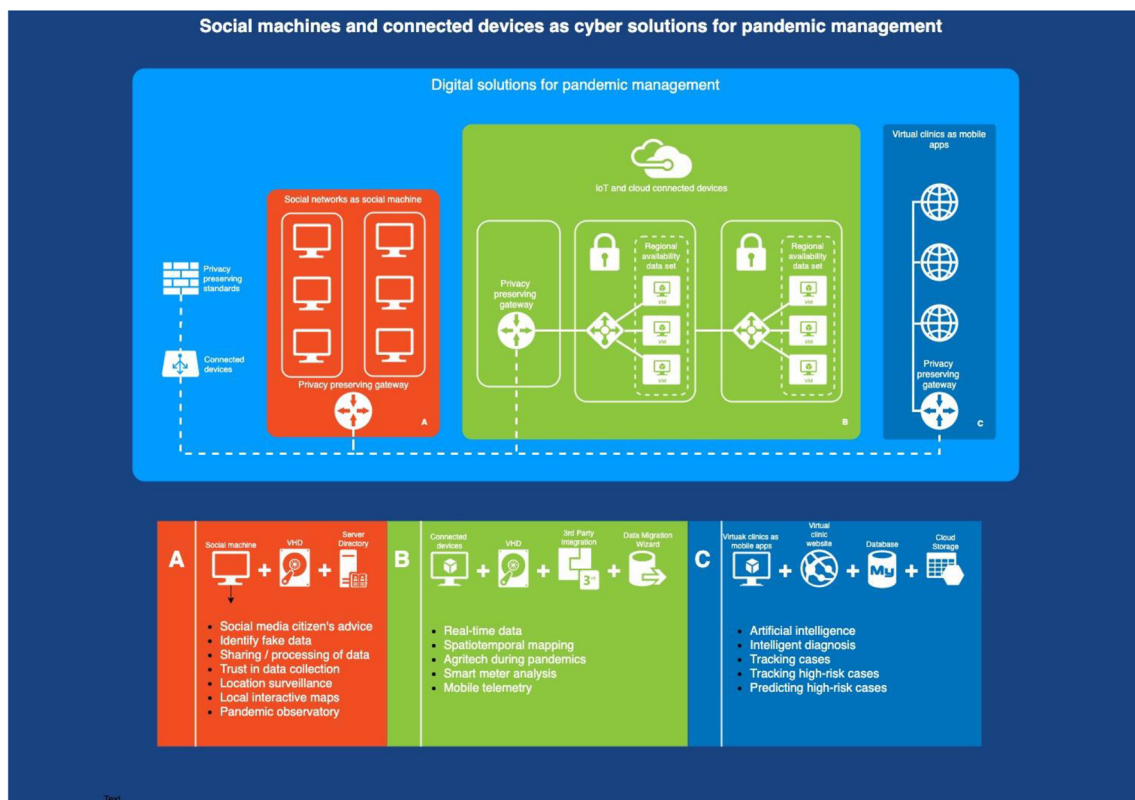 Social machines and connected devices as cyber solutions for pandemic management
Digital solutions for pandemic management
Privacy
preserving
standards
Connected
devices
Social networks as social machine
Privacy preserving gateway
A
IoT and cloud connected devices
Privacy
preserving
gateway
Regional
availability
data set
VM
VM
VM
Regional
availability
data set
VM
VM
VM
B
Virtual clinics as mobile
apps
Privacy
preserving
gateway
C
A
Social machine
VHD
Server
Directory
• Social media citizen's advice
• Identify fake data
• Sharing / processing of data
• Trust in data collection
• Location surveillance
• Local interactive maps
• Pandemic observatory
B
Connected
devices
VHD
3rd Party
Integration
3rd
Data Migration
Wizard
• Real-time data
• Spatiotemporal mapping
• Agritech during pandemics
• Smart meter analysis
• Mobile telemetry
C
Virtuak clinics as
mobile apps
Virtual
clinic
website
Database
My
Cloud
Storage
• Artificial intelligence
• Intelligent diagnosis
• Tracking cases
• Tracking high-risk cases
• Predicting high-risk cases
Text